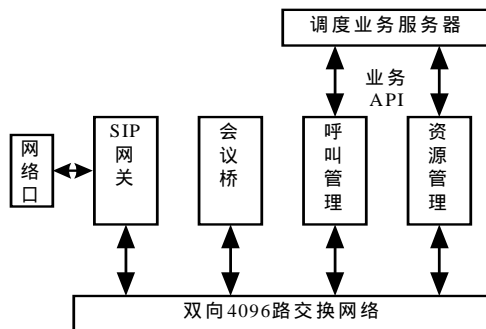 调度业务服务器
业务
API
网络口
SIP
网关
会议桥
呼叫管理
资源管理
双向4096路交换网络